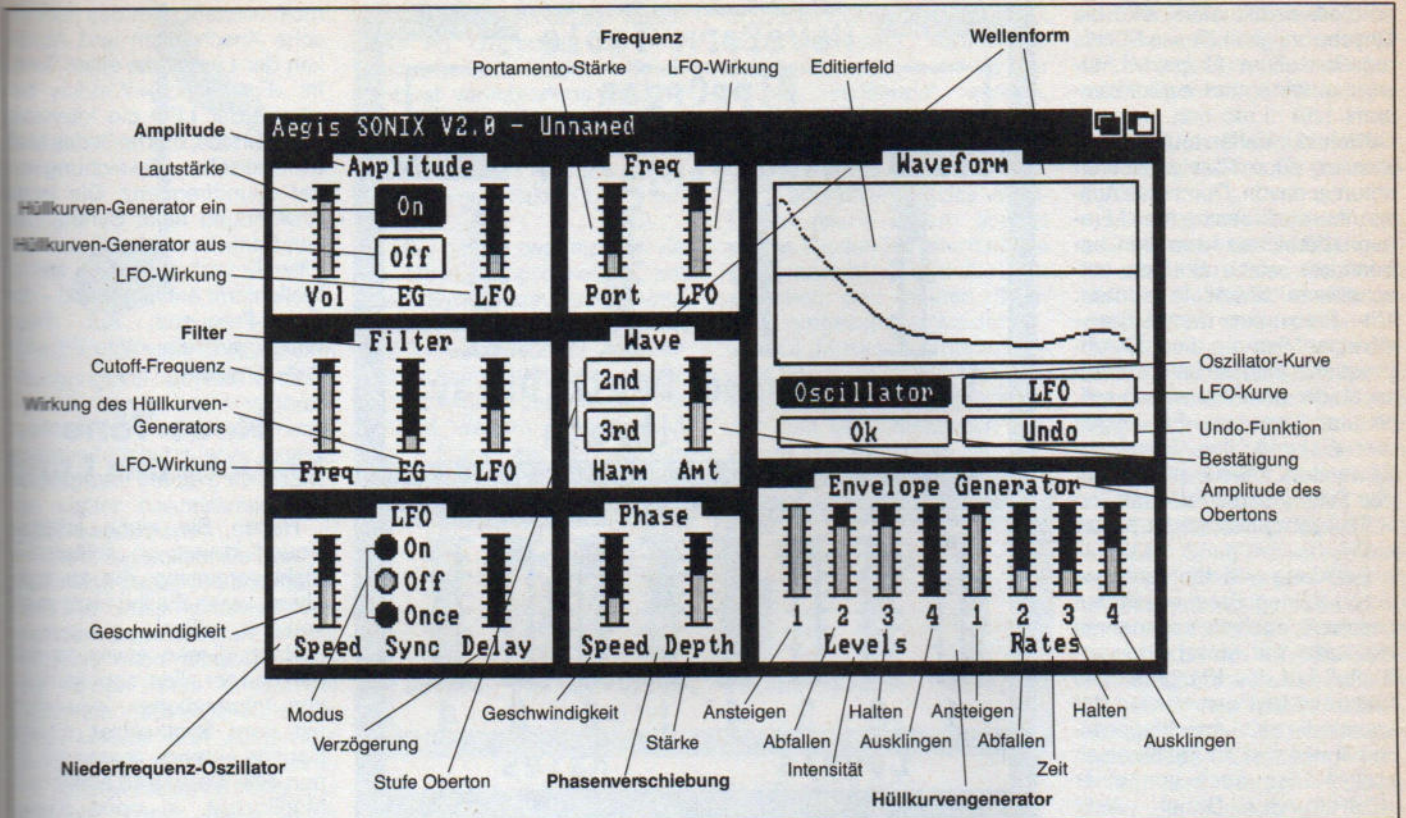 Frequenz
Wellenform
Portamento-Stärke
LFO-Wirkung
Editierfeld
Aegis SONIX V2.0 - Unnamed
Amplitude
Lautstärke
Hüllkurven-Generator ein
Hüllkurven-Generator aus
LFO-Wirkung
Filter
Cutoff-Frequenz
Wirkung des Hüllkurven-
Generators
LFO-Wirkung
Geschwindigkeit
Amplitude
On
Off
Vol EG LFO
Freq
Port LFO
Waveform
Oscillator LFO
Ok Undo
Filter
Freq EG LFO
Wave
2nd
3rd
Harm Amt
LFO
On
Off
Once
Speed Sync Delay
Phase
Speed Depth
Envelope Generator
1 2 3 4 1 2 3 4
Levels Rates
Oszillator-Kurve
LFO-Kurve
Undo-Funktion
Bestätigung
Amplitude des
Obertons
Modus
Verzögerung
Niederfrequenz-Oszillator
Stufe Oberton
Geschwindigkeit
Stärke
Phasenverschiebung
Ansteigen
Abfallen
Intensität
Halten
Ausklingen
Hüllkurvengenerator
Ansteigen
Abfallen
Zeit
Halten
Ausklingen